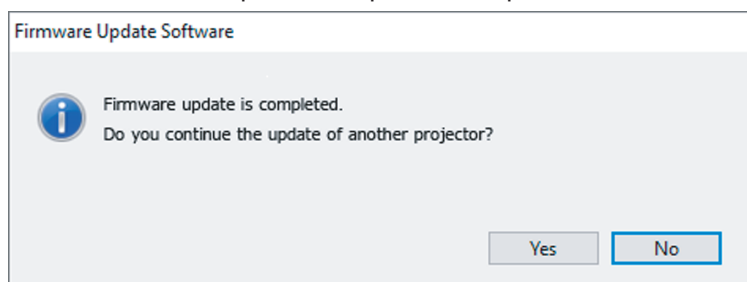 Firmware Update Software
Firmware update is completed.
Do you continue the update of another projector?
Yes
No